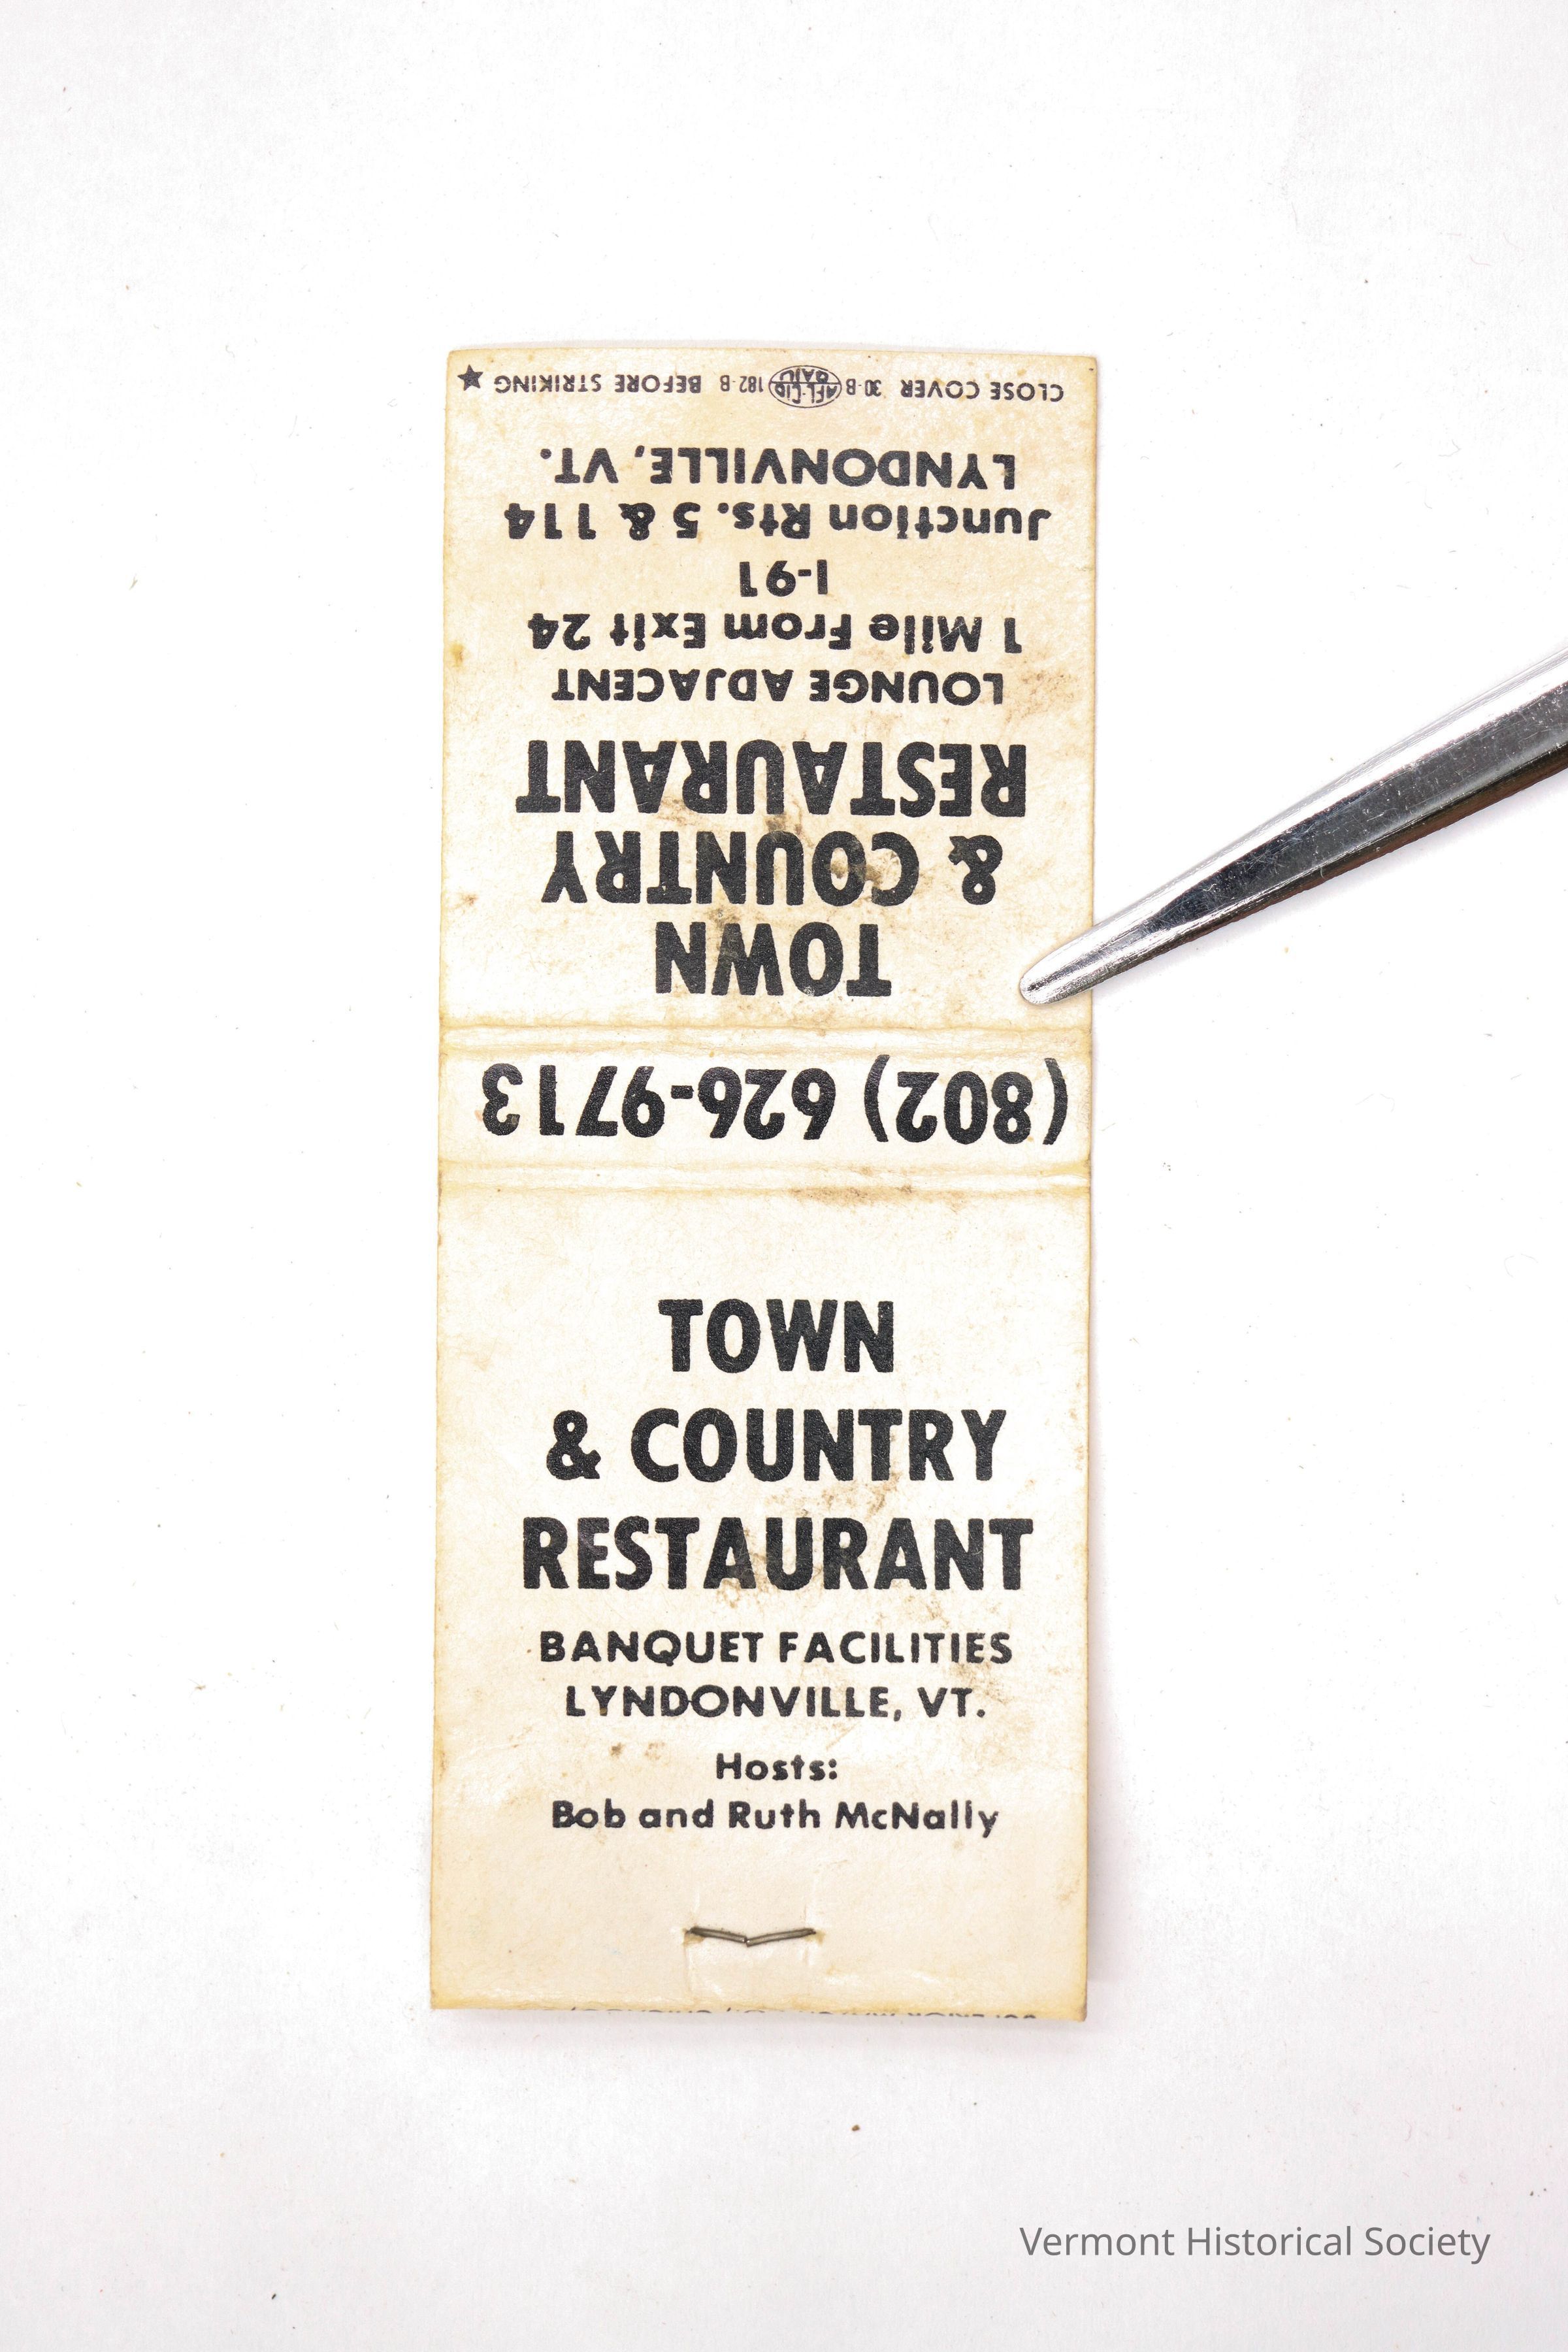 CLOSE COVER 30-B AFL-CIO 182-B BEFORE STRIKING
TOWN
& COUNTRY
RESTAURANT
LOUNGE ADJACENT
1 Mile From Exit 24
I-91
Junction Rts. 5 & 114
LYNDONVILLE, VT.
(802) 626-9713
TOWN
& COUNTRY
RESTAURANT
BANQUET FACILITIES
LYNDONVILLE, VT.
Hosts:
Bob and Ruth McNally
Vermont Historical Society